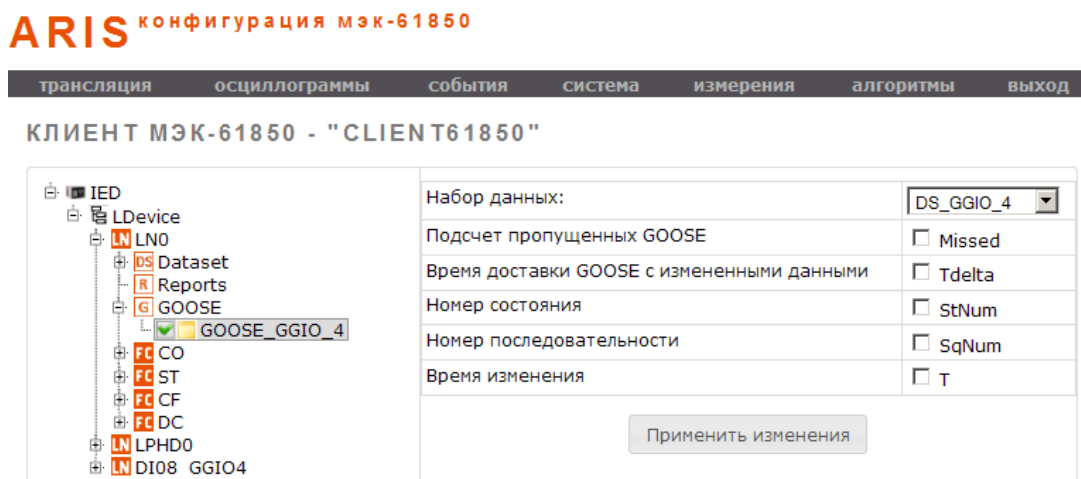 ARIS конфигурация мэк-61850
трансляция осциллограммы события система измерения алгоритмы выход
КЛИЕНТ МЭК-61850 - "CLIENT61850"
IED
LDevice
LN LN0
DS Dataset
R Reports
G GOOSE
GOOSE_GGIO_4
FC CO
FC ST
FC CF
FC DC
LN LPHD0
LN DI08_GGIO4
Набор данных: DS_GGIO_4
Подсчет пропущенных GOOSE Missed
Время доставки GOOSE с измененными данными Tdelta
Номер состояния StNum
Номер последовательности SqNum
Время изменения T
Применить изменения